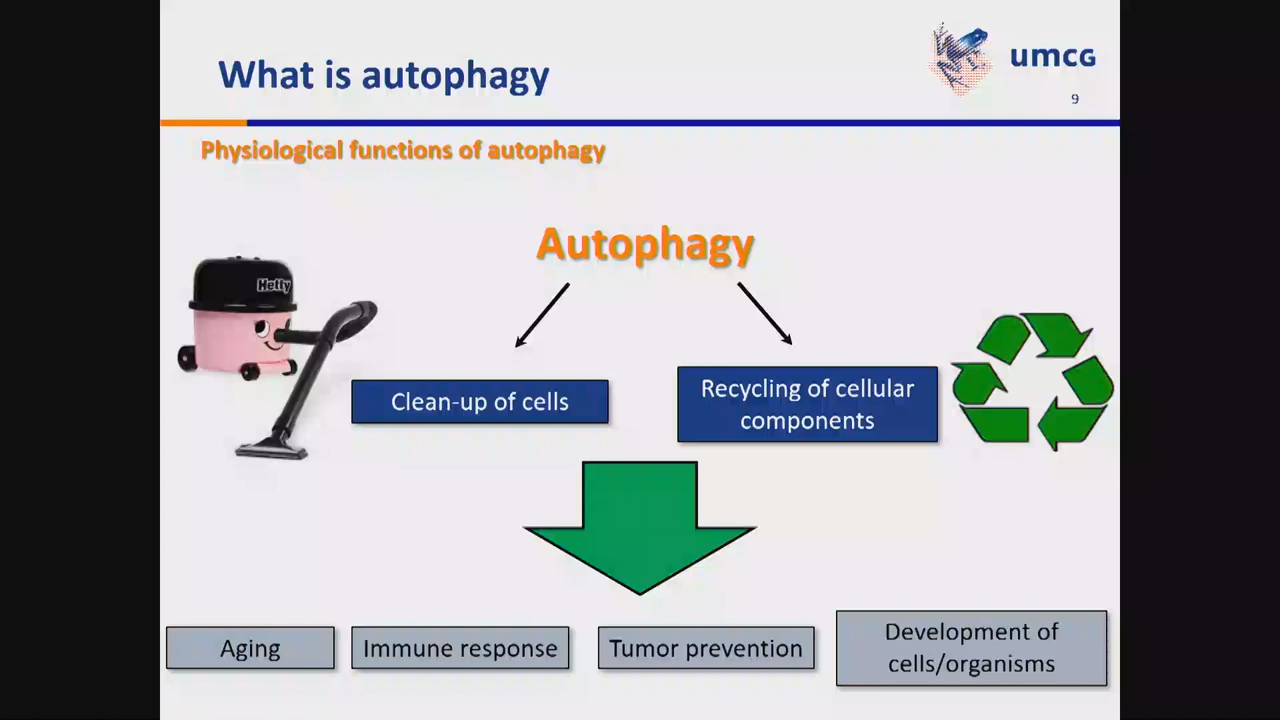 What is autophagy
umcg
9
Physiological functions of autophagy
Autophagy
Hetty
Clean-up of cells
Recycling of cellular
components
Aging
Immune response
Tumor prevention
Development of
cells/organisms